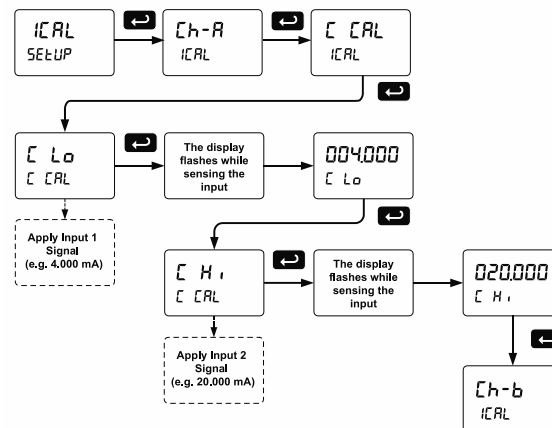 ICAL
SEtUP
Ch-A
ICAL
C CAL
ICAL
C Lo
C CAL
The display
flashes while
sensing the
input
004.000
C Lo
Apply Input 1
Signal
(e.g. 4.000 mA)
C Hi
C CAL
The display
flashes while
sensing the
input
020.000
C Hi
Apply Input 2
Signal
(e.g. 20.000 mA)
Ch-b
ICAL